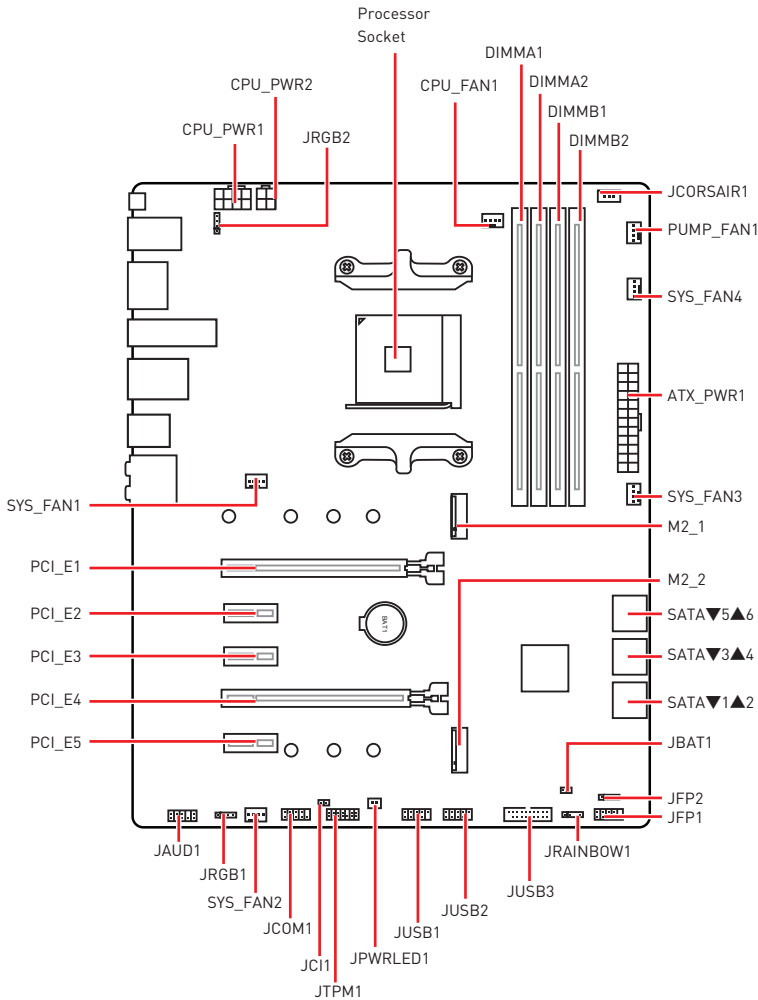 Processor
Socket
DIMMA1
CPU_PWR2
CPU_FAN1
DIMMA2
DIMMB1
CPU_PWR1
JRGB2
DIMMB2
JCORSAIR1
PUMP_FAN1
SYS_FAN4
ATX_PWR1
SYS_FAN1
SYS_FAN3
M2_1
PCI_E1
M2_2
PCI_E2
BAT1
SATA▼5▲6
PCI_E3
SATA▼3▲4
PCI_E4
SATA▼1▲2
PCI_E5
JBAT1
JFP2
JFP1
JAUD1
JRAINBOW1
JRGB1
JUSB3
SYS_FAN2
JUSB2
JCOM1
JUSB1
JCI1
JPWRLED1
JTPM1